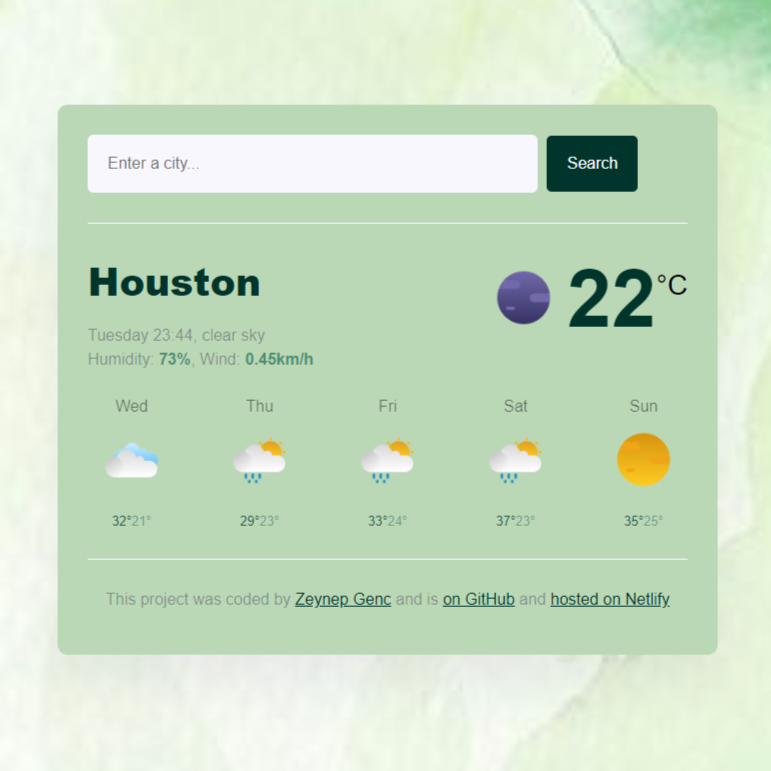 Enter a city...
Search
Houston
22°C
Tuesday 23:44, clear sky
Humidity: 73%, Wind: 0.45km/h
Wed Thu Fri Sat Sun
32°21° 29°23° 33°24° 37°23° 35°25°
This project was coded by Zeynep Genc and is on GitHub and hosted on Netlify